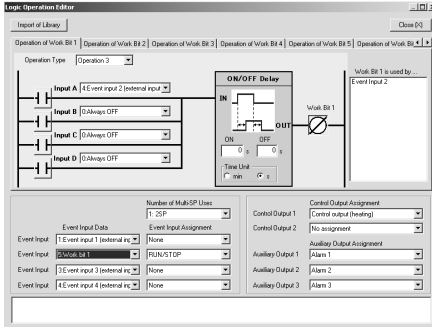 Logic Operation Editor
Import of Library
Close (X)
Operation of Work Bit 1
Operation of Work Bit 2
Operation of Work Bit 3
Operation of Work Bit 4
Operation of Work Bit 5
Operation of Work Bit
Operation Type
Operation 3
Input A
4:Event input 2 (external input
Input B
0:Always OFF
Input C
0:Always OFF
Input D
0:Always OFF
ON/OFF Delay
IN
OUT
ON
OFF
0 s
0 s
Time Unit
min
s
Work Bit 1
Work Bit 1 is used by ...
Event Input 2
Number of Multi-SP Uses
1: 2SP
Event Input Data
Event Input Assignment
Event Input
1:Event input 1 (external inp
None
Event Input
5:Work bit 1
RUN/STOP
Event Input
3:Event input 3 (external inp
None
Event Input
4:Event input 4 (external inp
None
Control Output Assignment
Control Output 1
Control output (heating)
Control Output 2
No assignment
Auxiliary Output Assignment
Auxiliary Output 1
Alarm 1
Auxiliary Output 2
Alarm 2
Auxiliary Output 3
Alarm 3